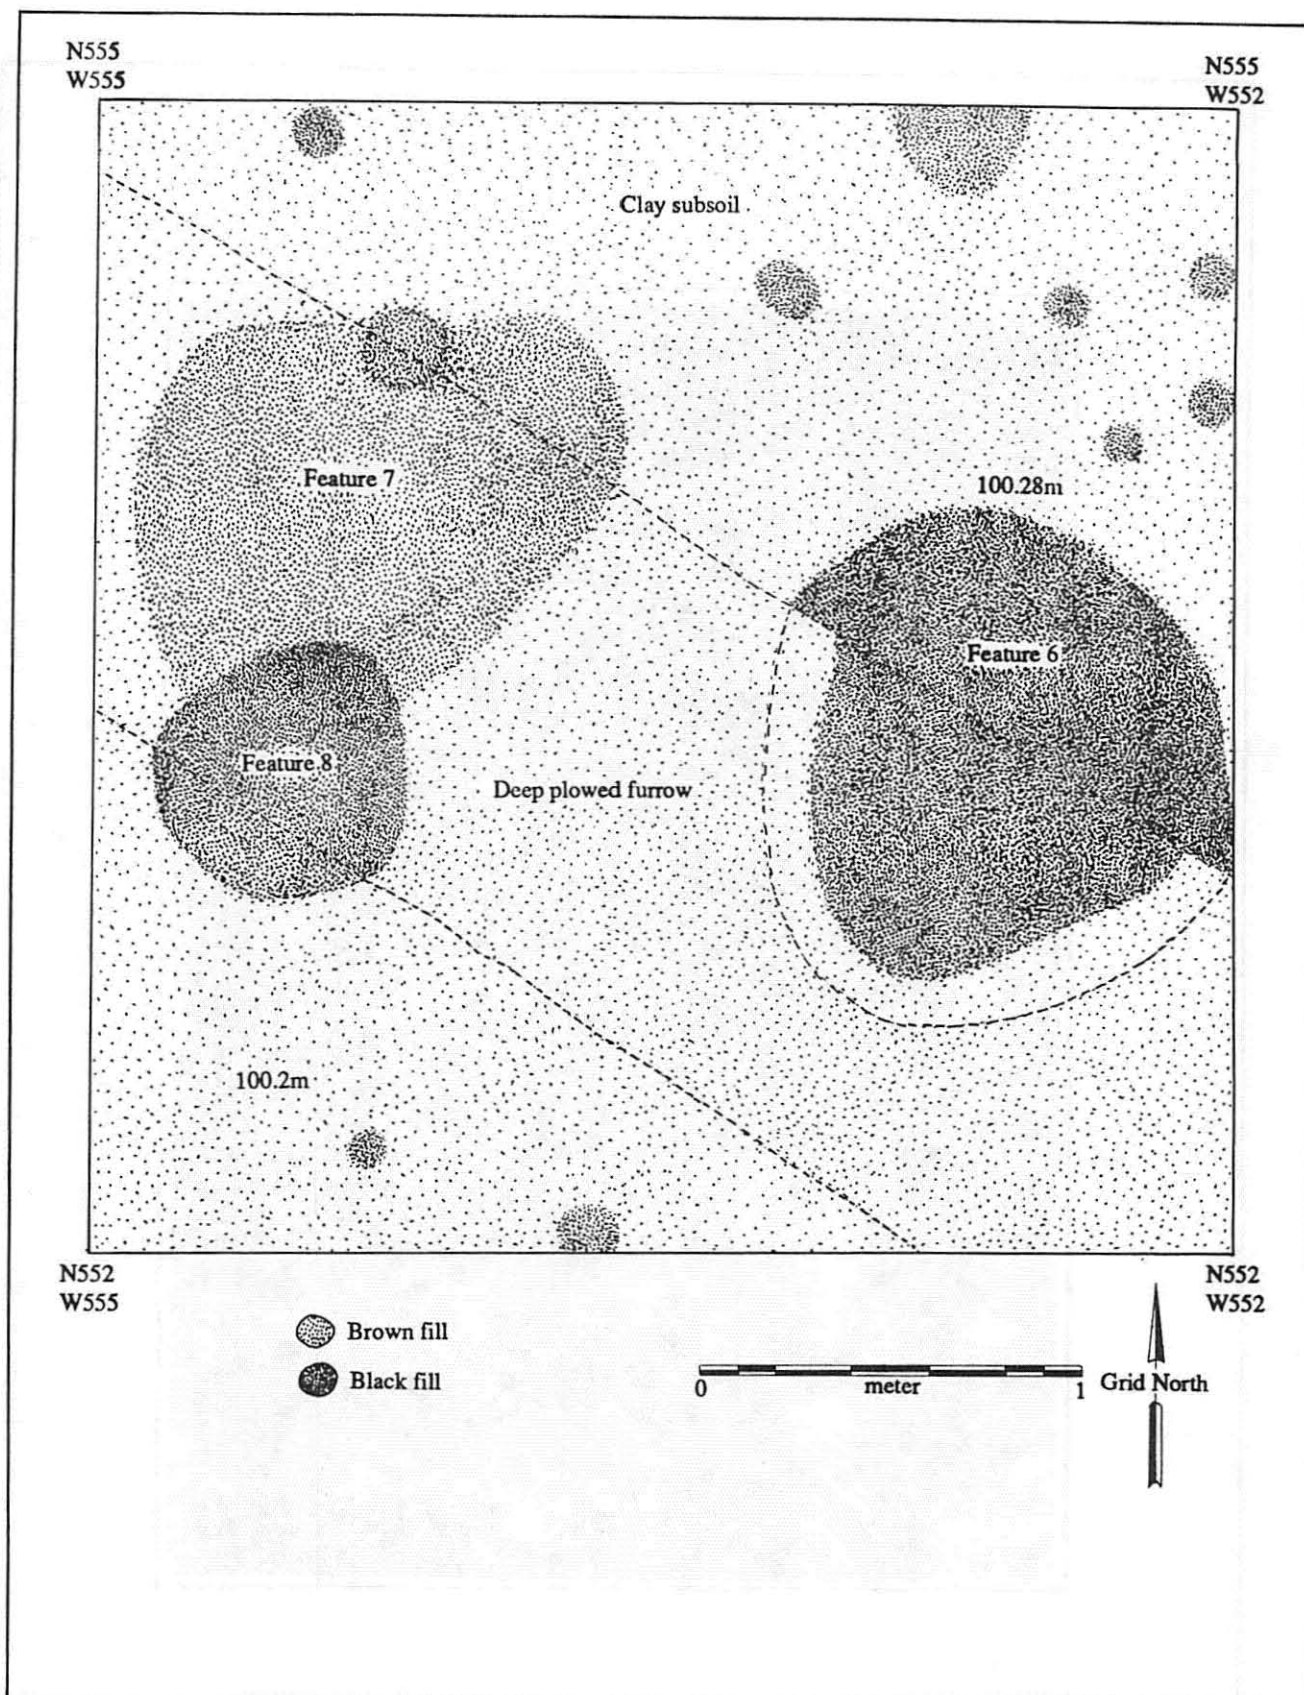 N555
W555
N555
W552
Clay subsoil
Feature 7
100.28m
Feature 6
Feature 8
Deep plowed furrow
100.2m
N552
W555
N552
W552
Brown fill
Black fill
0 meter 1
Grid North